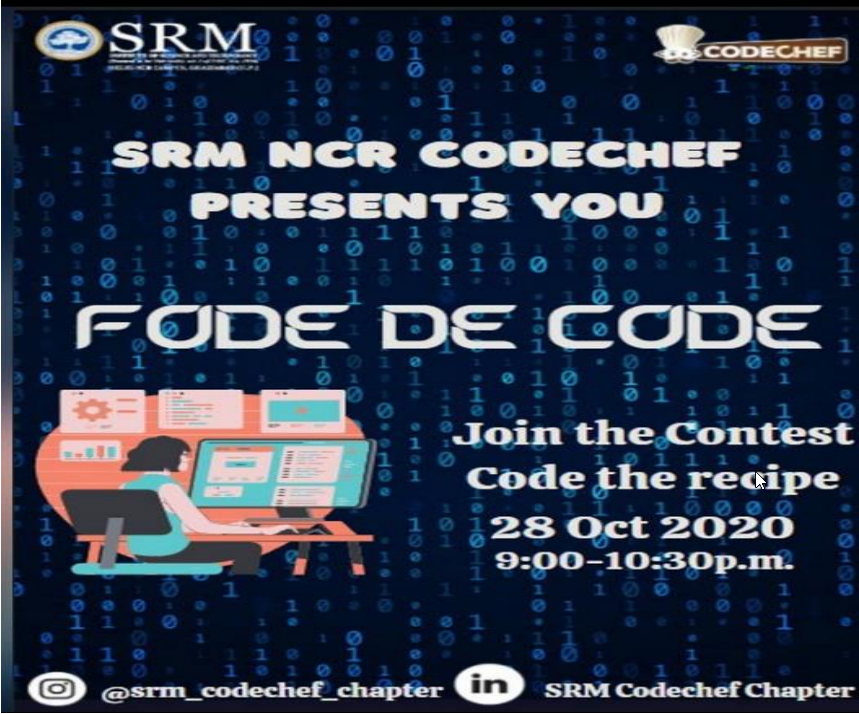 SRM
CODECHEF
SRM NCR CODECHEF
PRESENTS YOU
FODE DE CODE
Join the Contest
Code the recipe
28 Oct 2020
9:00-10:30p.m.
@srm_codechef_chapter
in
SRM Codechef Chapter